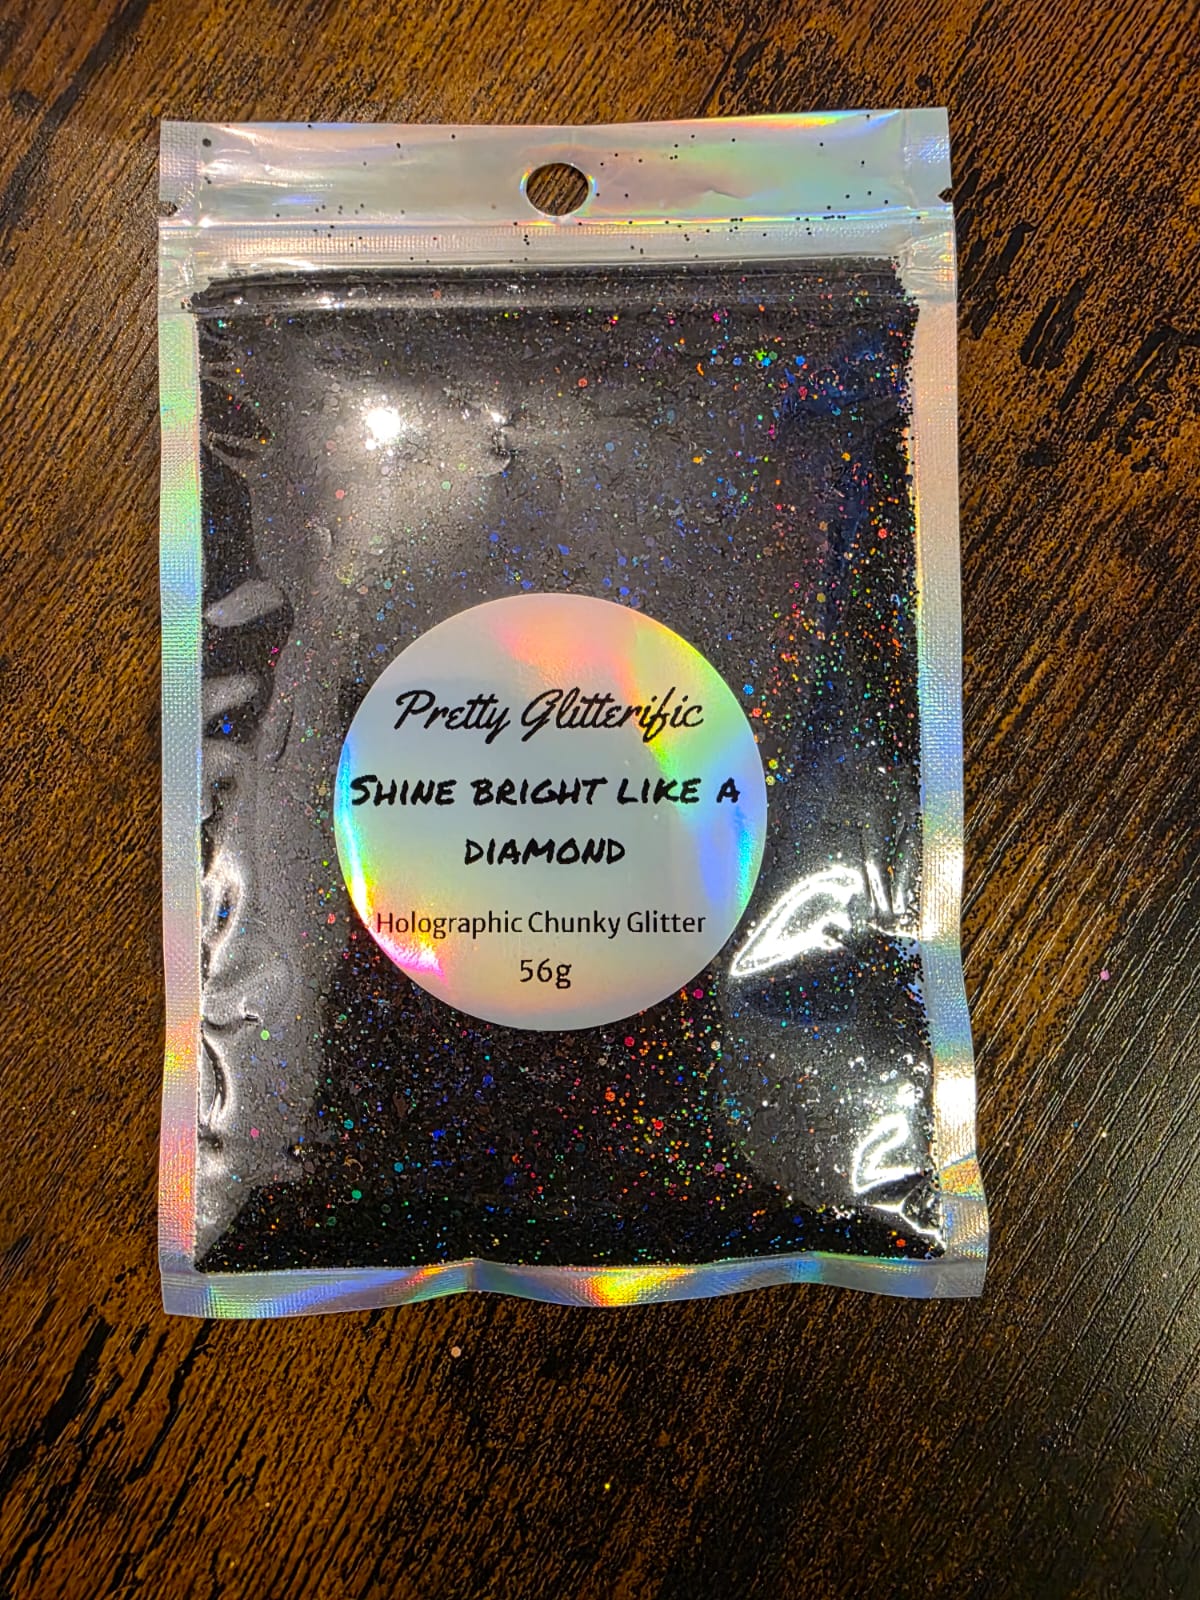 Pretty Glitterific
Shine bright like a
diamond
Holographic Chunky Glitter
56g